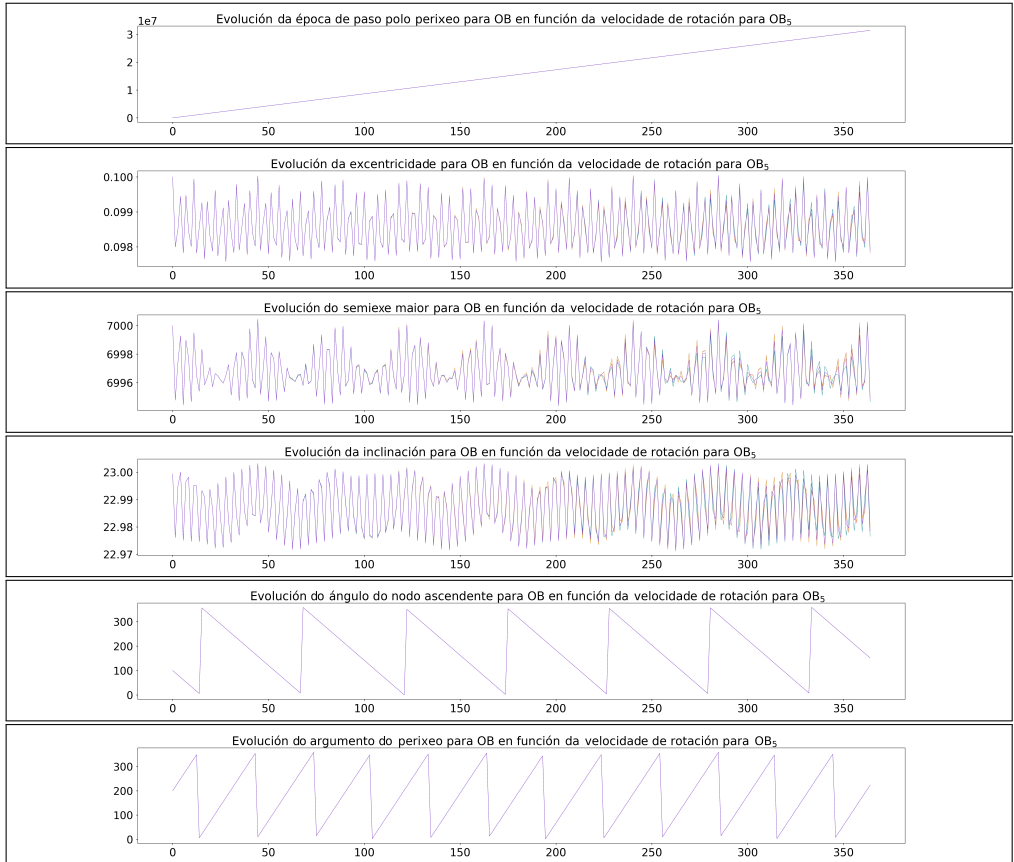 Evolución da época de paso polo perixeo para OB en función da velocidade de rotación para OB₅
1e7
3
2
1
0
0 50 100 150 200 250 300 350
Evolución da excentricidade para OB en función da velocidade de rotación para OB₅
0.100
0.099
0.098
0 50 100 150 200 250 300 350
Evolución do semiexe maior para OB en función da velocidade de rotación para OB₅
7000
6998
6996
0 50 100 150 200 250 300 350
Evolución da inclinación para OB en función da velocidade de rotación para OB₅
23.00
22.99
22.98
22.97
0 50 100 150 200 250 300 350
Evolución do ángulo do nodo ascendente para OB en función da velocidade de rotación para OB₅
300
200
100
0
0 50 100 150 200 250 300 350
Evolución do argumento do perixeo para OB en función da velocidade de rotación para OB₅
300
200
100
0
0 50 100 150 200 250 300 350